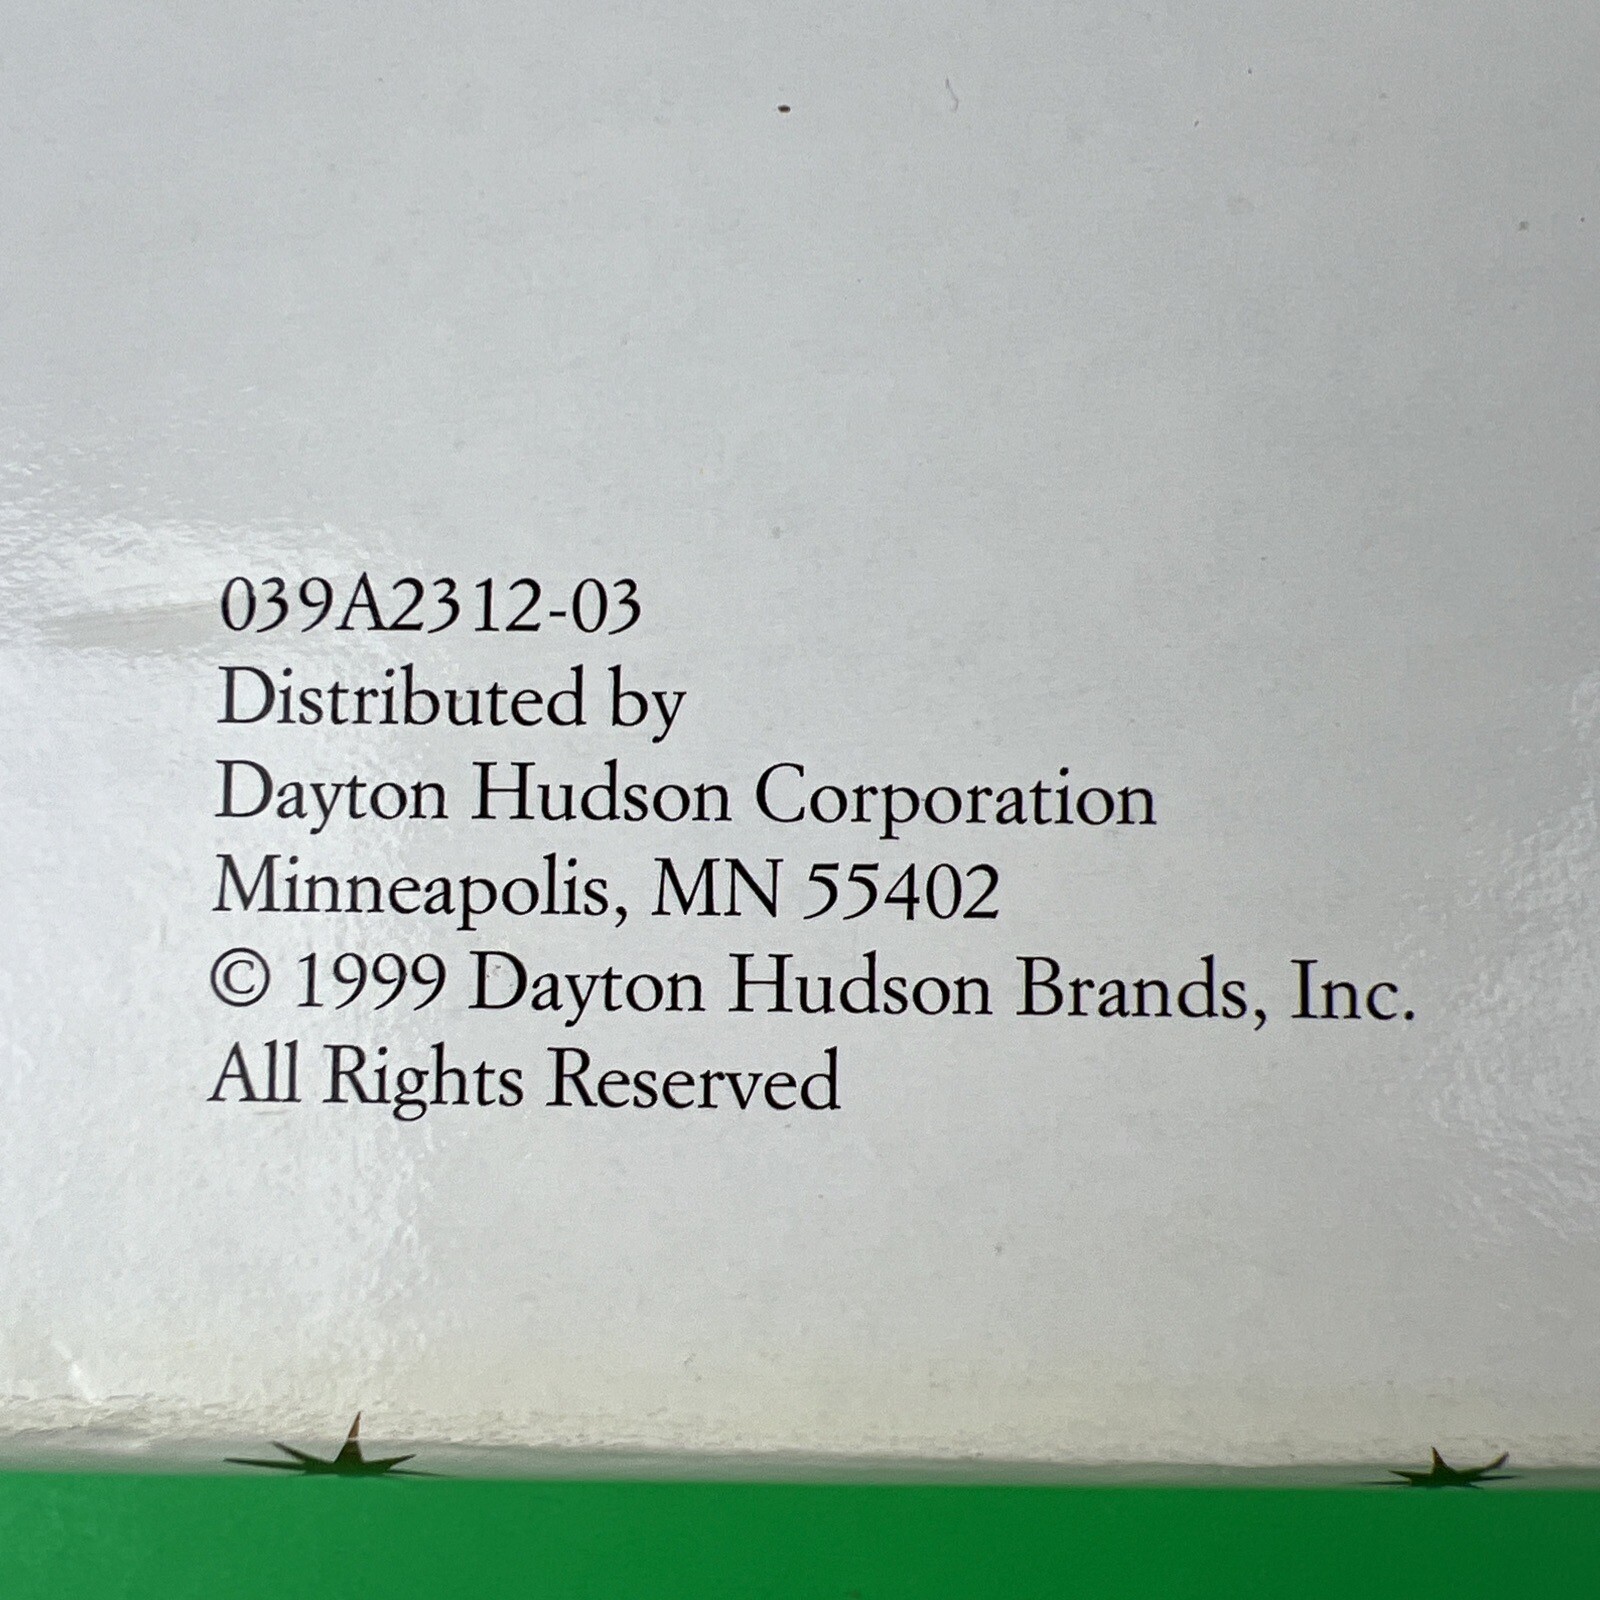 039A2312-03
Distributed by
Dayton Hudson Corporation
Minneapolis, MN 55402
© 1999 Dayton Hudson Brands, Inc.
All Rights Reserved